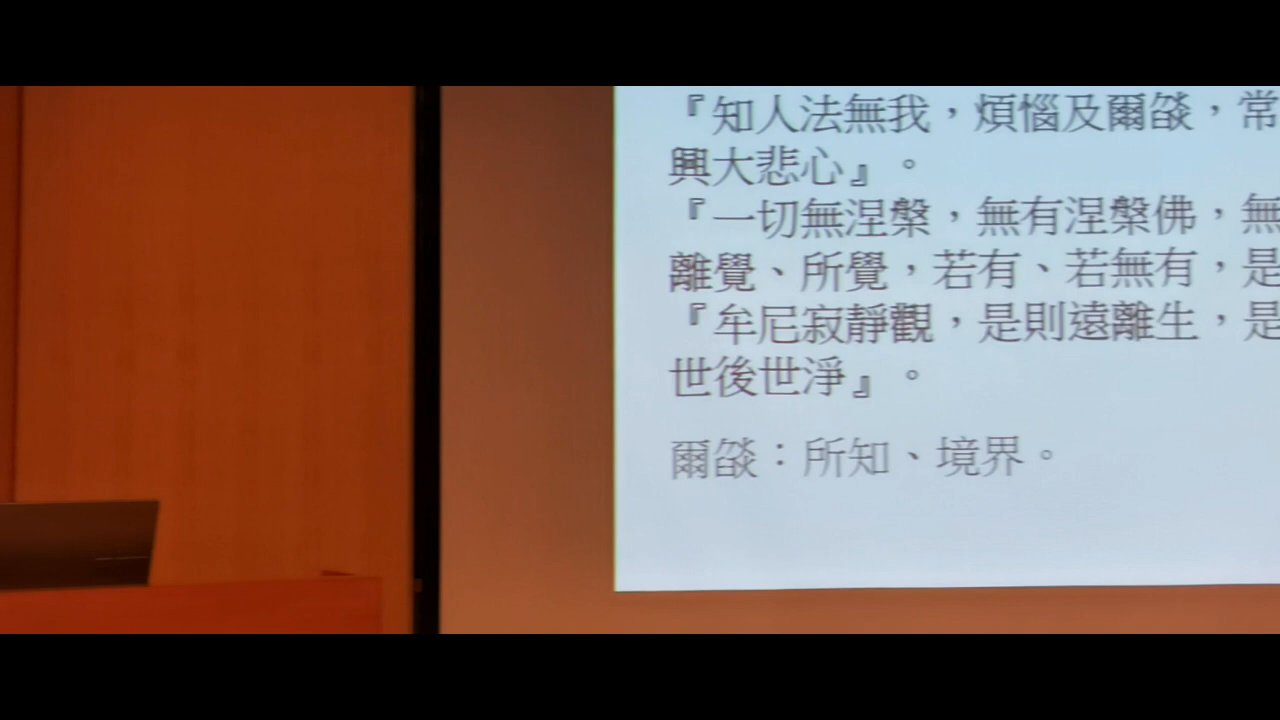 『知人法無我，煩惱及爾燄，常
興大悲心』。
『一切無涅槃，無有涅槃佛，無
離覺、所覺，若有、若無有，是
『牟尼寂靜觀，是則遠離生，是
世後世淨』。
爾燄：所知、境界。